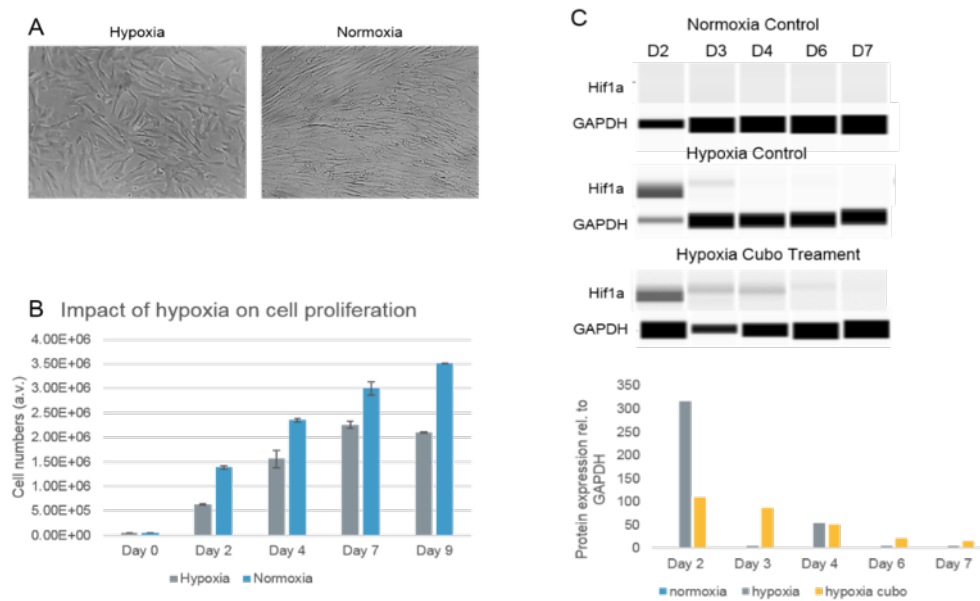 A
Hypoxia
Normoxia
B Impact of hypoxia on cell proliferation
Cell numbers (a.v.)
4.00E+06
3.50E+06
3.00E+06
2.50E+06
2.00E+06
1.50E+06
1.00E+06
5.00E+05
0.00E+00
Day 0 Day 2 Day 4 Day 7 Day 9
Hypoxia Normoxia
C
Normoxia Control
D2 D3 D4 D6 D7
Hif1a
GAPDH
Hypoxia Control
Hif1a
GAPDH
Hypoxia Cubo Treament
Hif1a
GAPDH
Protein expression rel. to
GAPDH
350
300
250
200
150
100
50
0
Day 2 Day 3 Day 4 Day 6 Day 7
normoxia hypoxia hypoxia cubo